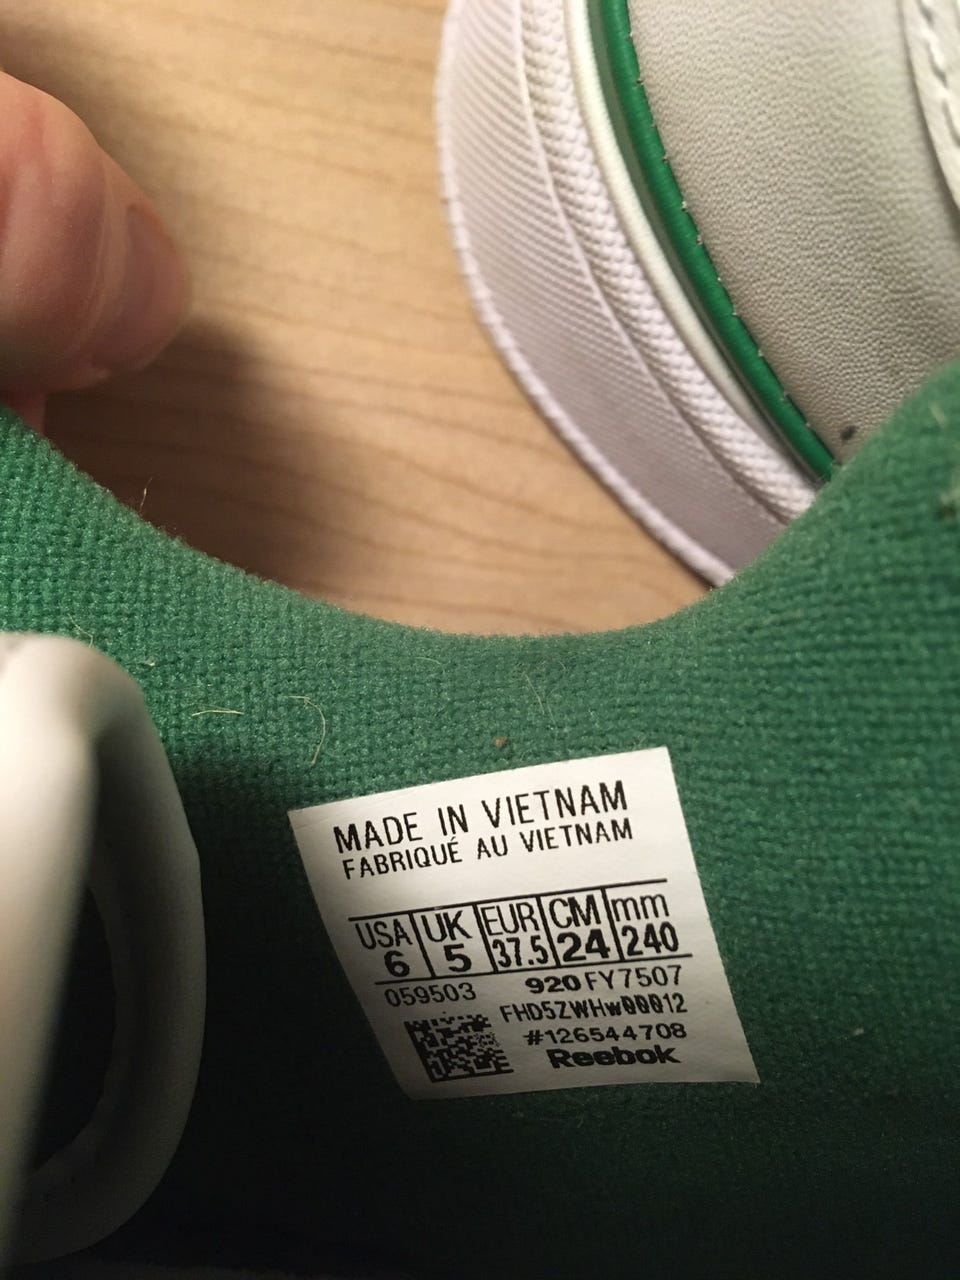 MADE IN VIETNAM
FABRIQUÉ AU VIETNAM
USA UK EUR CM mm
6 5 37.5 24 240
059503 920 FY7507
FHD5ZWHw00012
#126544708
Reebok